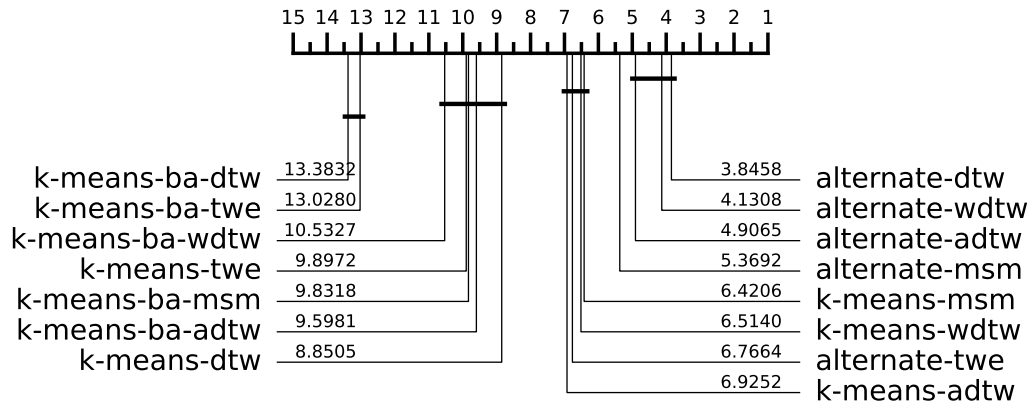 15 14 13 12 11 10 9 8 7 6 5 4 3 2 1
k-means-ba-dtw 13.3832 3.8458 alternate-dtw
k-means-ba-twe 13.0280 4.1308 alternate-wdtw
k-means-ba-wdtw 10.5327 4.9065 alternate-adtw
k-means-twe 9.8972 5.3692 alternate-msm
k-means-ba-msm 9.8318 6.4206 k-means-msm
k-means-ba-adtw 9.5981 6.5140 k-means-wdtw
k-means-dtw 8.8505 6.7664 alternate-twe
6.9252 k-means-adtw